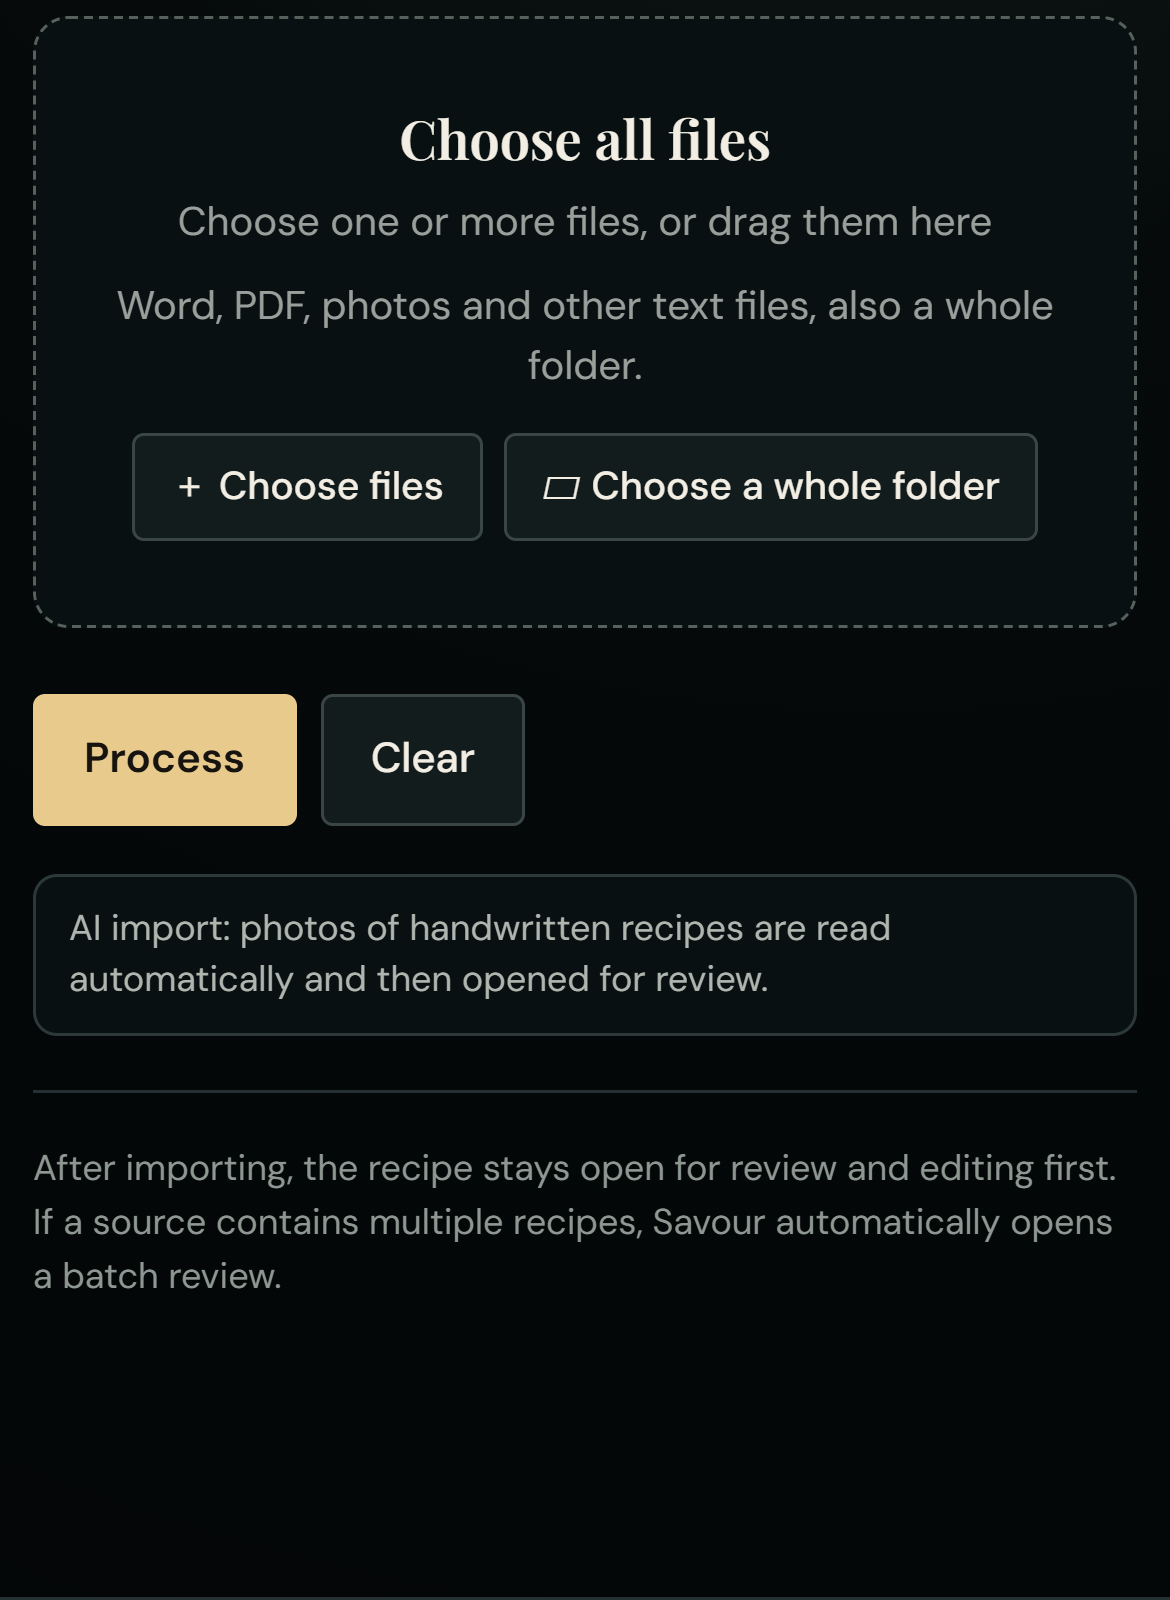 Choose all files
Choose one or more files, or drag them here
Word, PDF, photos and other text files, also a whole
folder.
+ Choose files
▱ Choose a whole folder
Process
Clear
AI import: photos of handwritten recipes are read
automatically and then opened for review.
After importing, the recipe stays open for review and editing first.
If a source contains multiple recipes, Savour automatically opens
a batch review.